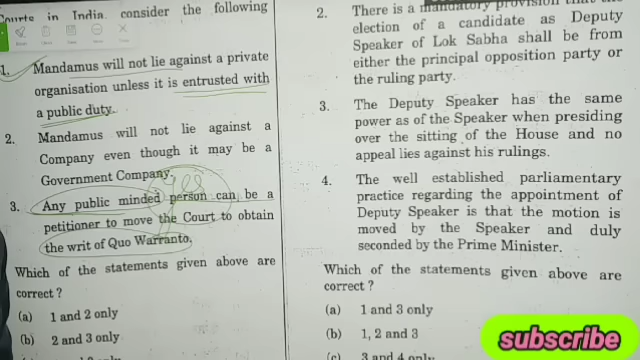 Courts in India, consider the following
1. Mandamus will not lie against a private
organisation unless it is entrusted with
a public duty.
2. Mandamus will not lie against a
Company even though it may be a
Government Company.
Yes
3. Any public minded person can be a
petitioner to move the Court to obtain
the writ of Quo Warranto.
Which of the statements given above are
correct ?
(a) 1 and 2 only
(b) 2 and 3 only
2. There is a mandatory provision that the
election of a candidate as Deputy
Speaker of Lok Sabha shall be from
either the principal opposition party or
the ruling party.
3. The Deputy Speaker has the same
power as of the Speaker when presiding
over the sitting of the House and no
appeal lies against his rulings.
4. The well established parliamentary
practice regarding the appointment of
Deputy Speaker is that the motion is
moved by the Speaker and duly
seconded by the Prime Minister.
Which of the statements given above are
correct ?
(a) 1 and 3 only
(b) 1, 2 and 3
(c) 3 and 4 only
subscribe